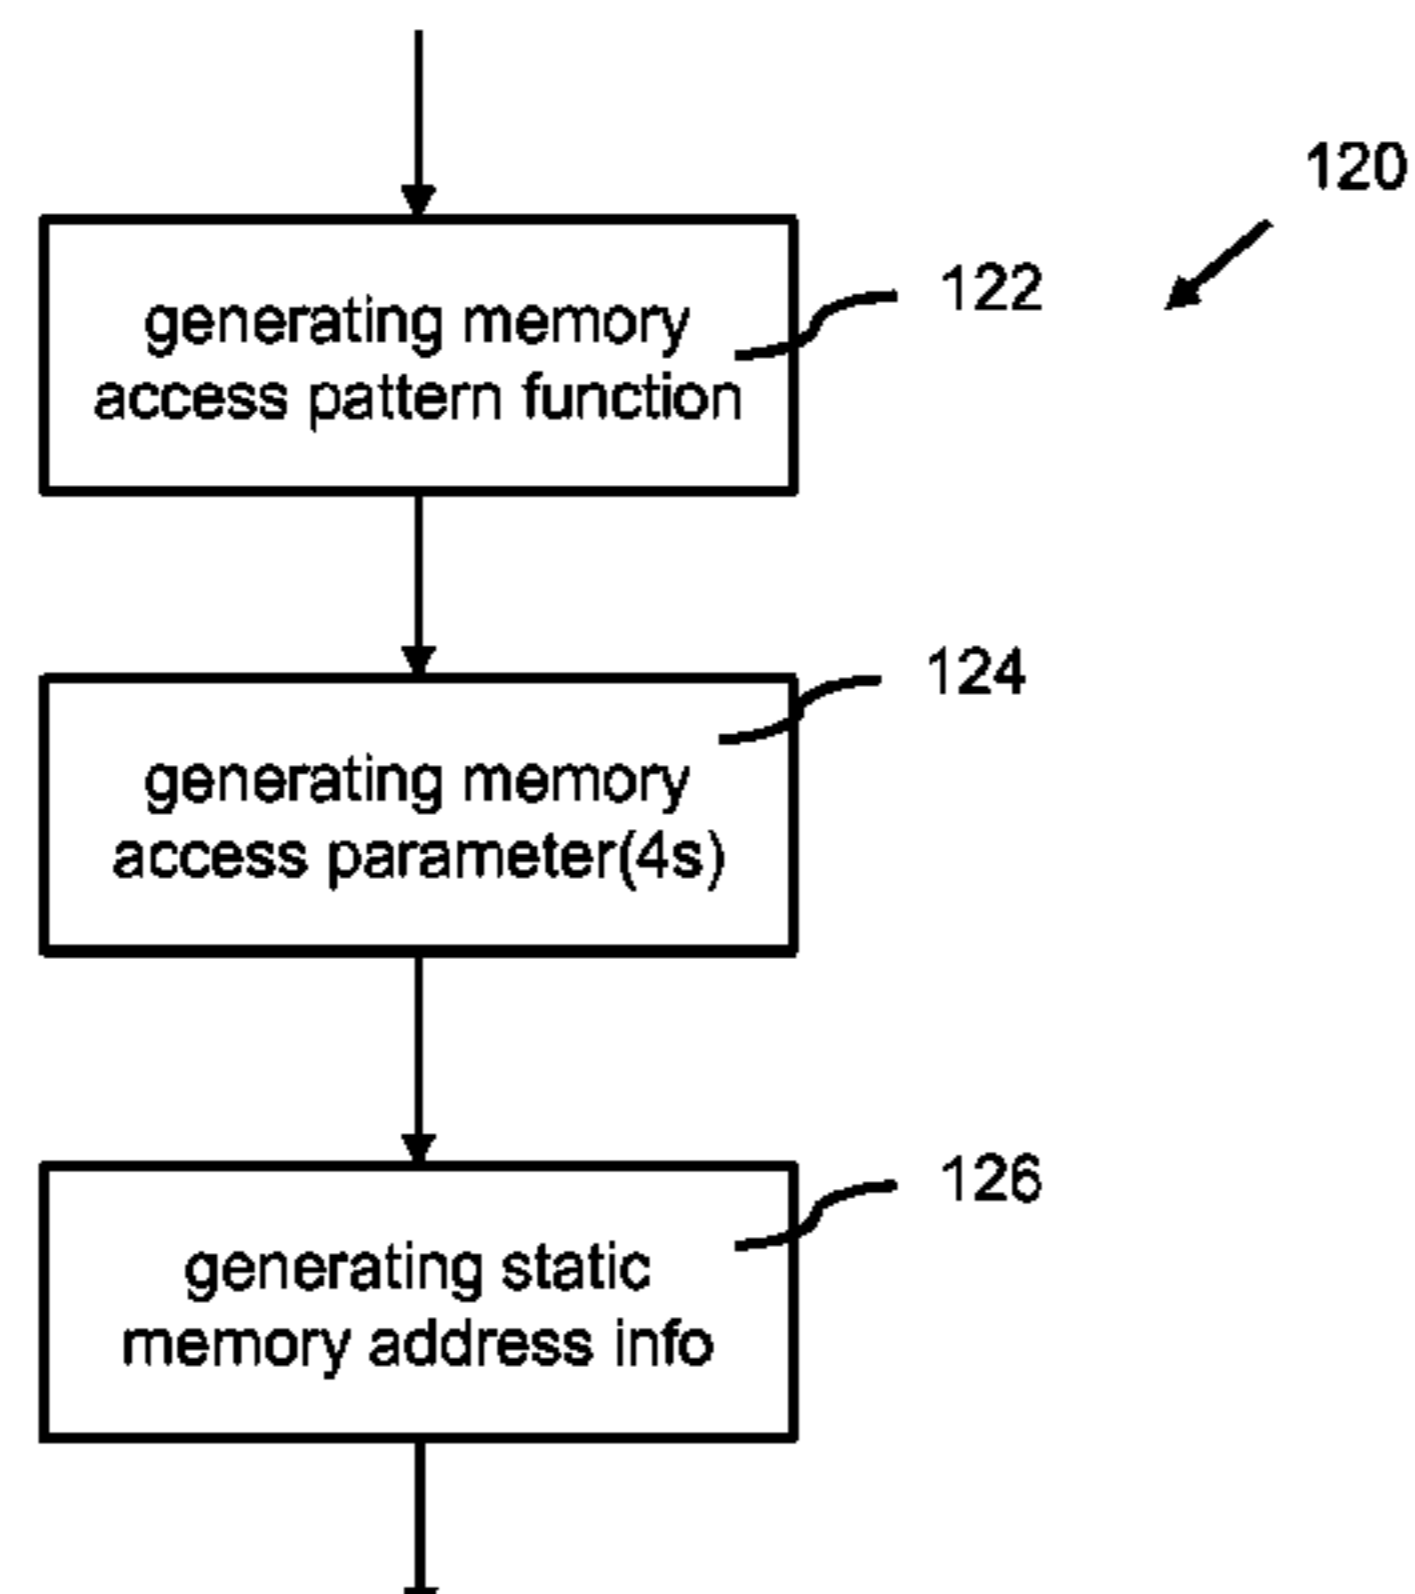 120
122
generating memory
access pattern function
124
generating memory
access parameter(4s)
126
generating static
memory address info